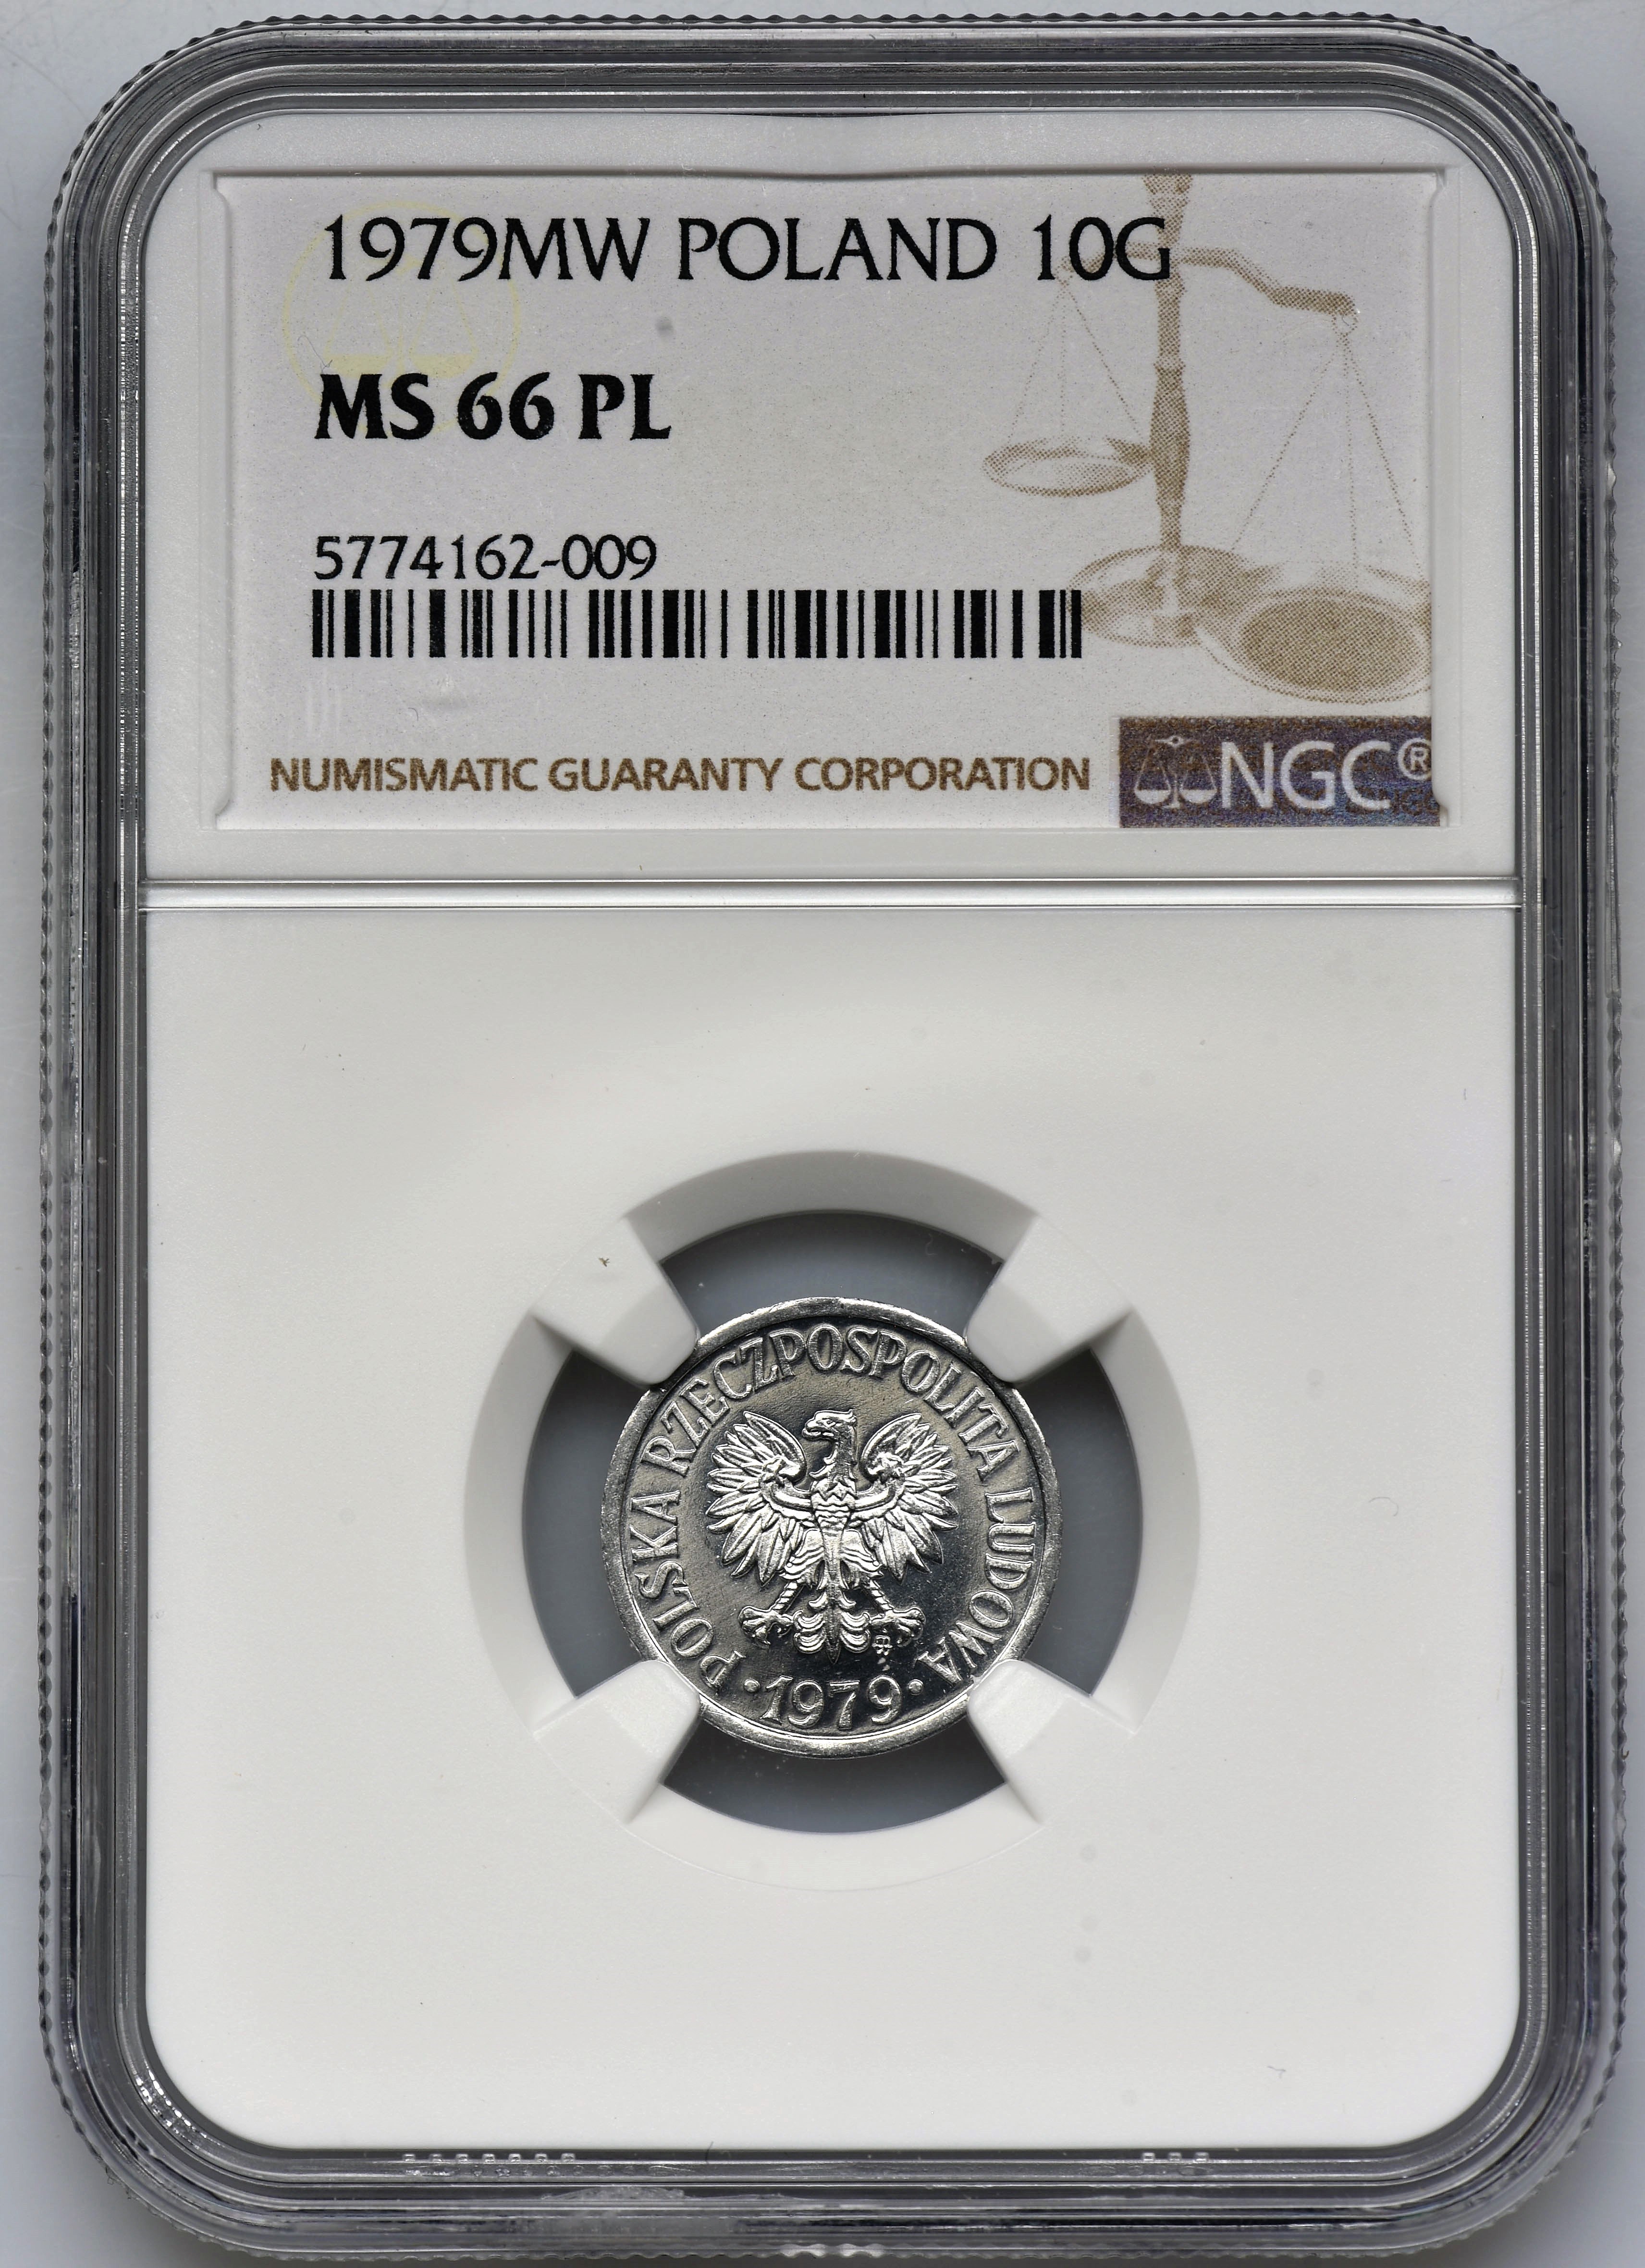 1979MW POLAND 10G
MS 66 PL
5774162-009
NUMISMATIC GUARANTY CORPORATION
NGC®
POLSKA RZECZPOSPOLITA LUDOWA
·1979·